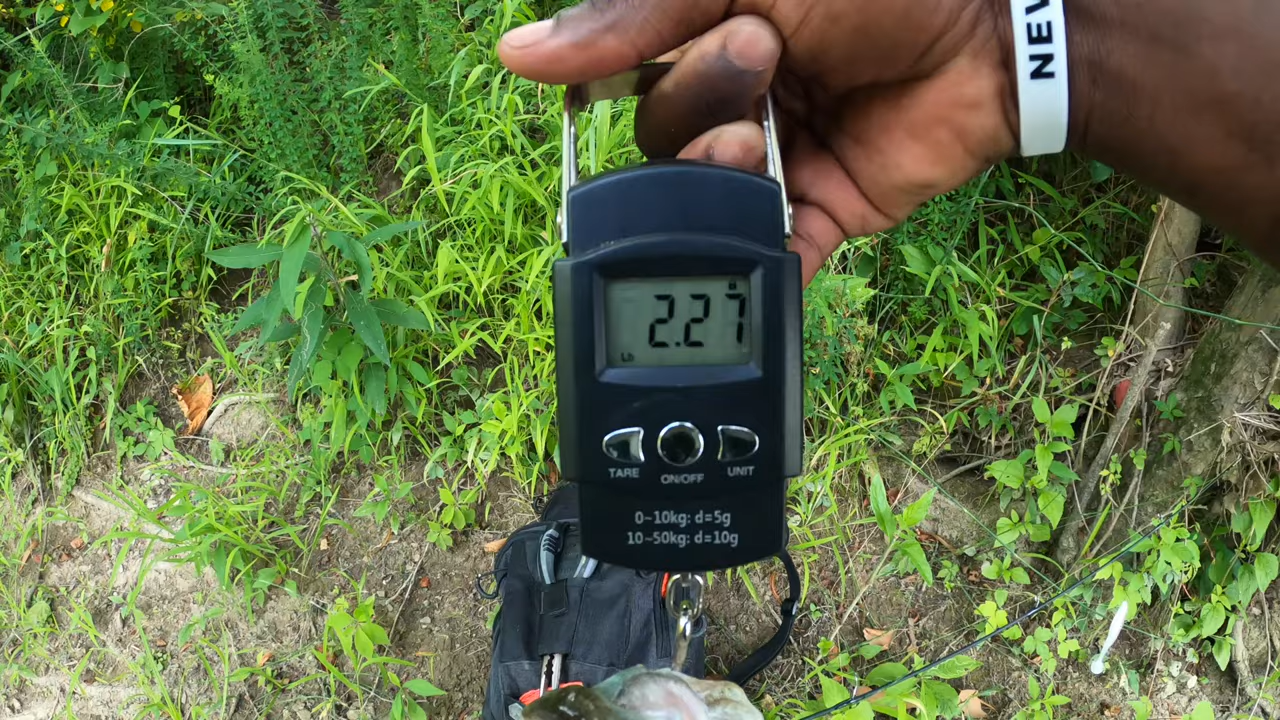 NEV
2.27
Lb
TARE ON/OFF UNIT
0~10kg: d=5g
10~50kg: d=10g